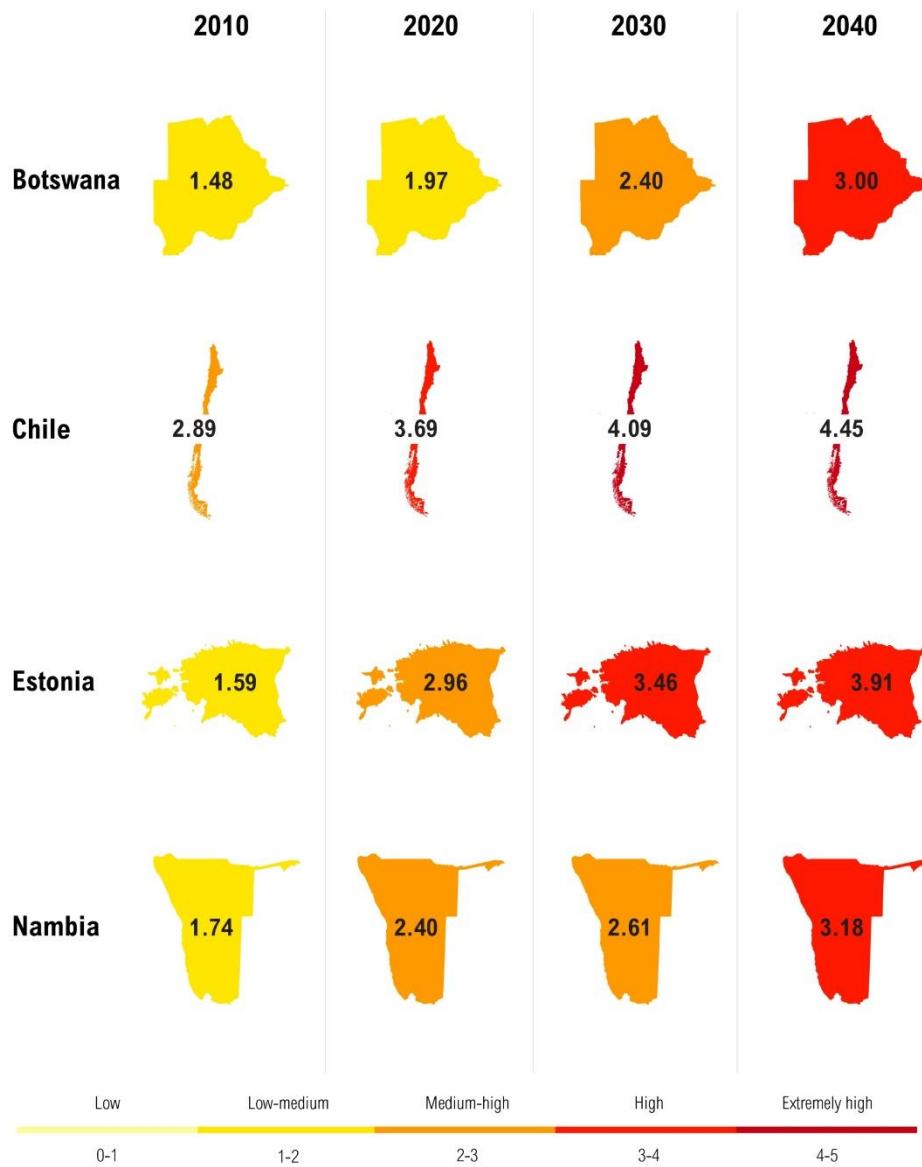 2010 2020 2030 2040
Botswana 1.48 1.97 2.40 3.00
Chile 2.89 3.69 4.09 4.45
Estonia 1.59 2.96 3.46 3.91
Nambia 1.74 2.40 2.61 3.18
Low Low-medium Medium-high High Extremely high
0-1 1-2 2-3 3-4 4-5